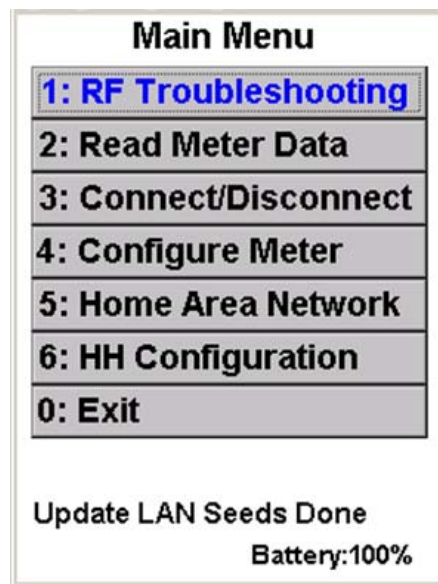 Main Menu
1: RF Troubleshooting
2: Read Meter Data
3: Connect/Disconnect
4: Configure Meter
5: Home Area Network
6: HH Configuration
0: Exit
Update LAN Seeds Done
Battery:100%